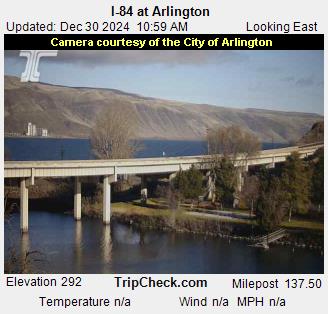 I-84 at Arlington
Updated: Dec 30 2024 10:59 AM Looking East
Camera courtesy of the City of Arlington
Elevation 292 TripCheck.com Milepost 137.50
Temperature n/a Wind n/a MPH n/a